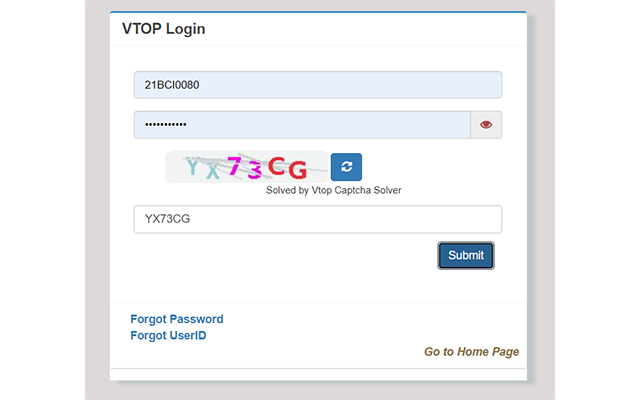 VTOP Login
21BCI0080
•••••••••••
YX73CG
Solved by Vtop Captcha Solver
YX73CG
Submit
Forgot Password
Forgot UserID
Go to Home Page